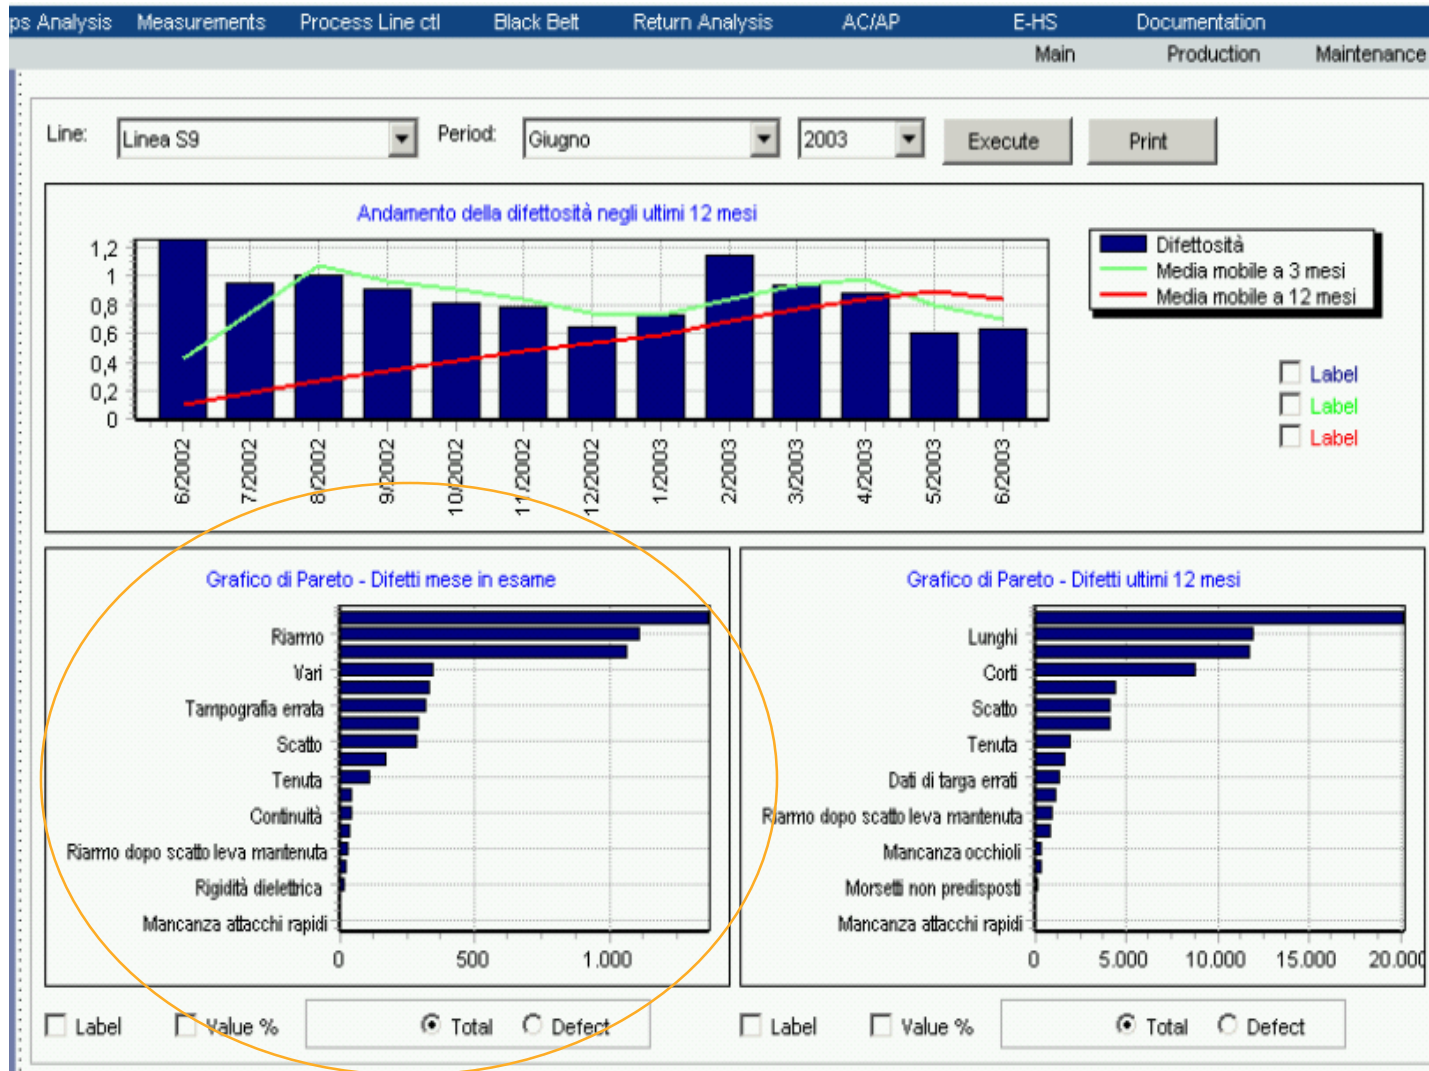 ps Analysis Measurements Process Line ctl Black Belt Return Analysis AC/AP E-HS Documentation
Main Production Maintenance
Line: Linea S9 Period: Giugno 2003 Execute Print
Andamento della difettosità negli ultimi 12 mesi
1,2
1
0,8
0,6
0,4
0,2
0
6/2002 7/2002 8/2002 9/2002 10/2002 11/2002 12/2002 1/2003 2/2003 3/2003 4/2003 5/2003 6/2003
Difettosità
Media mobile a 3 mesi
Media mobile a 12 mesi
Label
Label
Label
Grafico di Pareto - Difetti mese in esame
Riarmo
Vari
Tampografia errata
Scatto
Tenuta
Continuità
Riarmo dopo scatto leva mantenuta
Rigidità dielettrica
Mancanza attacchi rapidi
0 500 1.000
Label Value % Total Defect
Grafico di Pareto - Difetti ultimi 12 mesi
Lunghi
Corti
Scatto
Tenuta
Dati di targa errati
Riarmo dopo scatto leva mantenuta
Mancanza occhioli
Morsetti non predisposti
Mancanza attacchi rapidi
0 5.000 10.000 15.000 20.000
Label Value % Total Defect